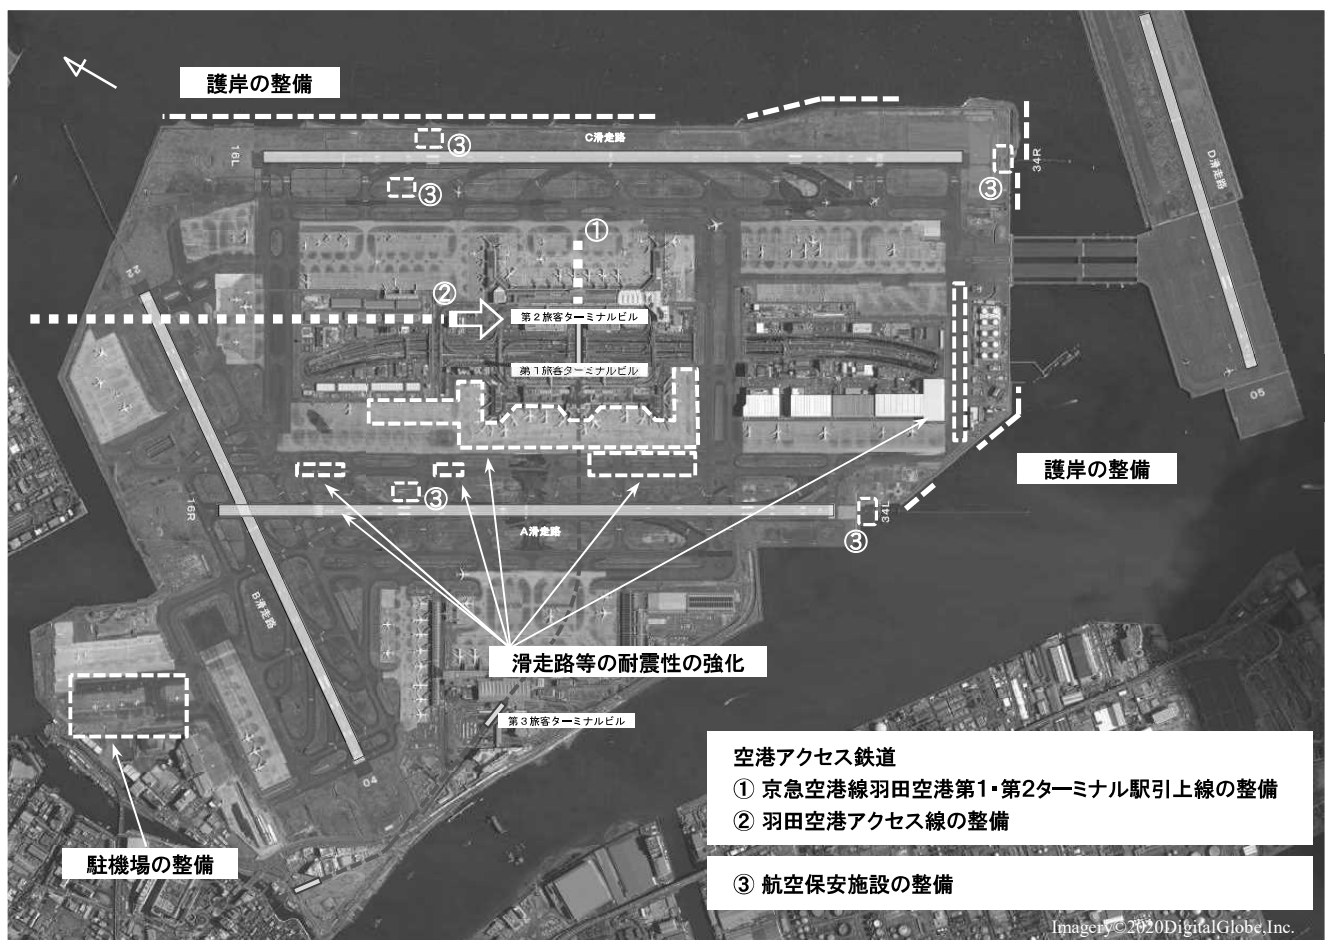 護岸の整備
C滑走路
③
16L
34R
D滑走路
③
③
①
22
②
第2旅客ターミナルビル
第1旅客ターミナルビル
05
護岸の整備
16R
③
34L
A滑走路
③
B滑走路
滑走路等の耐震性の強化
第3旅客ターミナルビル
04
駐機場の整備
空港アクセス鉄道
① 京急空港線羽田空港第1・第2ターミナル駅引上線の整備
② 羽田空港アクセス線の整備
③ 航空保安施設の整備
Imagery©2020DigitalGlobe,Inc.